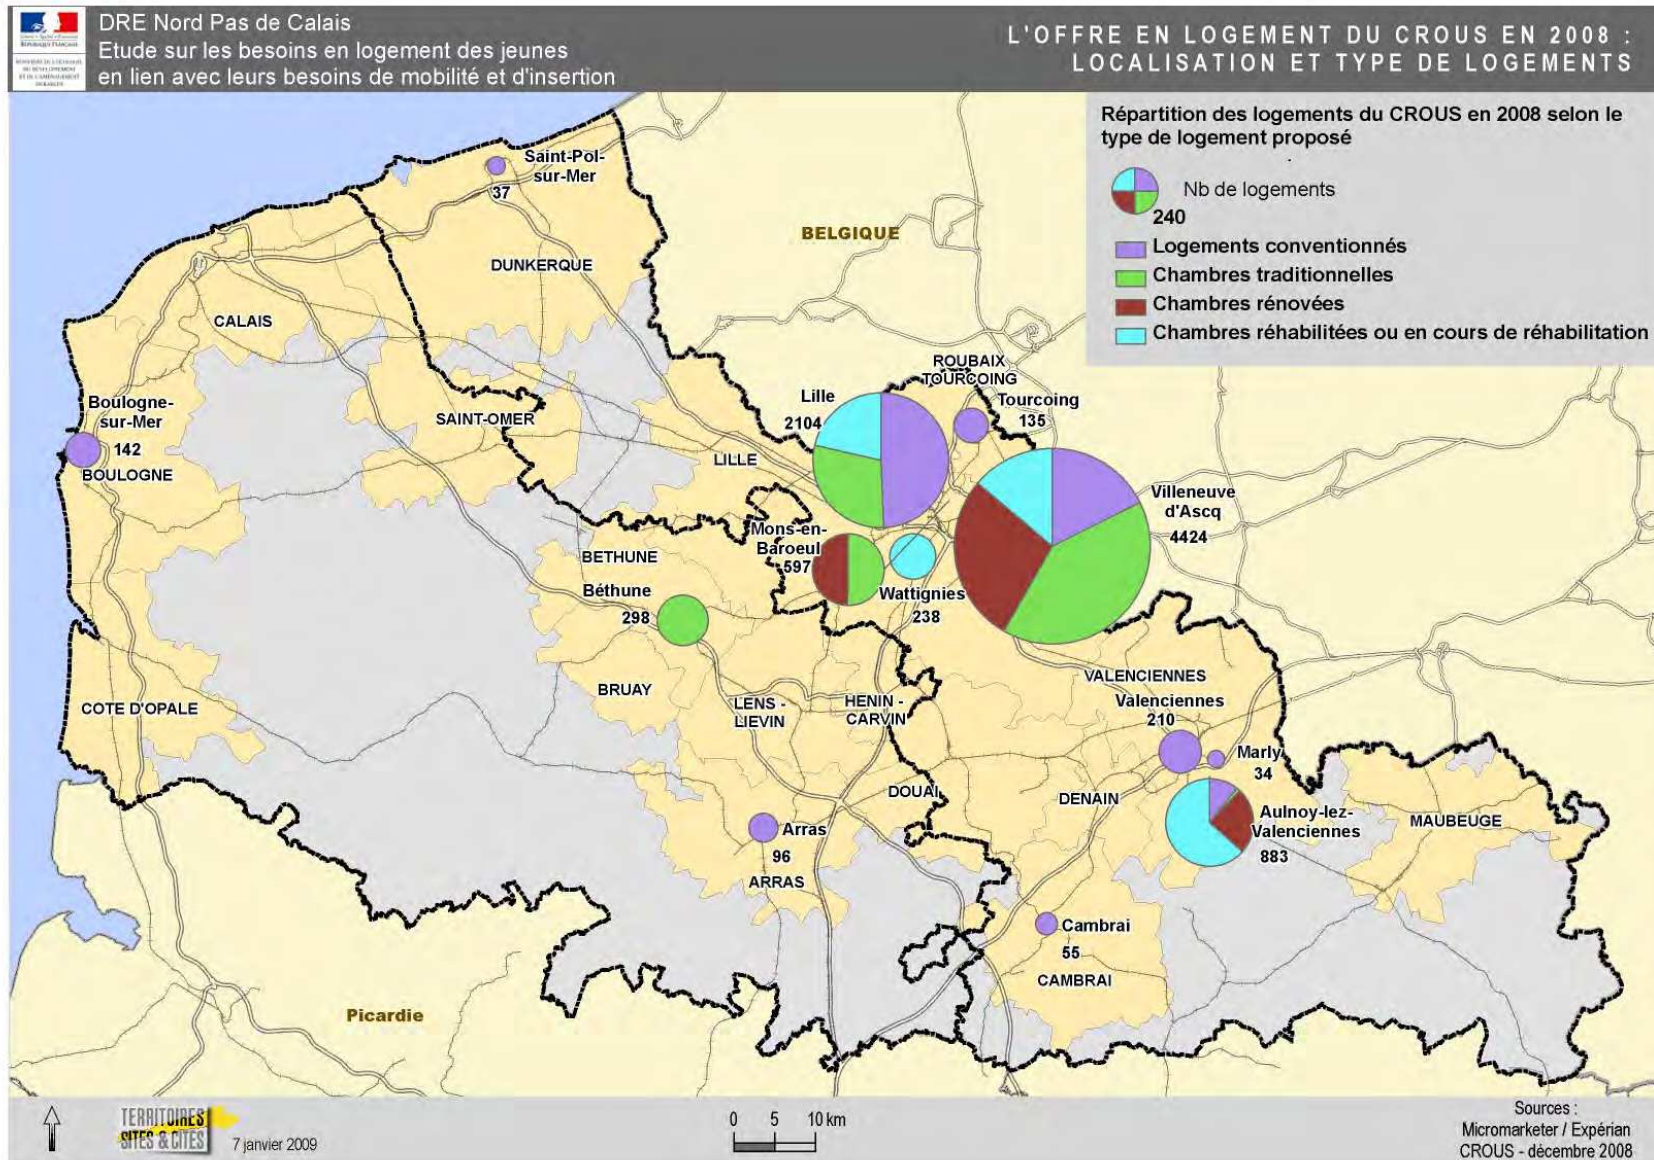 DRE Nord Pas de Calais
Etude sur les besoins en logement des jeunes
en lien avec leurs besoins de mobilité et d'insertion
L'OFFRE EN LOGEMENT DU CROUS EN 2008 :
LOCALISATION ET TYPE DE LOGEMENTS
RÉPUBLIQUE FRANÇAISE
Répartition des logements du CROUS en 2008 selon le
type de logement proposé
Nb de logements
240
Logements conventionnés
Chambres traditionnelles
Chambres rénovées
Chambres réhabilitées ou en cours de réhabilitation
Saint-Pol-
sur-Mer
37
BELGIQUE
DUNKERQUE
CALAIS
ROUBAIX
TOURCOING
Lille
2104
Tourcoing
135
Boulogne-
sur-Mer
142
BOULOGNE
SAINT-OMER
LILLE
Villeneuve
d'Ascq
4424
Mons-en-
Baroeul
597
BETHUNE
Béthune
298
Wattignies
238
VALENCIENNES
BRUAY
COTE D'OPALE
LENS -
LIEVIN
HENIN -
CARVIN
Valenciennes
210
Marly
34
DOUAI
DENAIN
Aulnoy-lez-
Valenciennes
883
MAUBEUGE
Arras
96
ARRAS
Cambrai
55
CAMBRAI
Picardie
TERRITOIRES
SITES & CITES
7 janvier 2009
0 5 10 km
Sources :
Micromarketer / Expérian
CROUS - décembre 2008